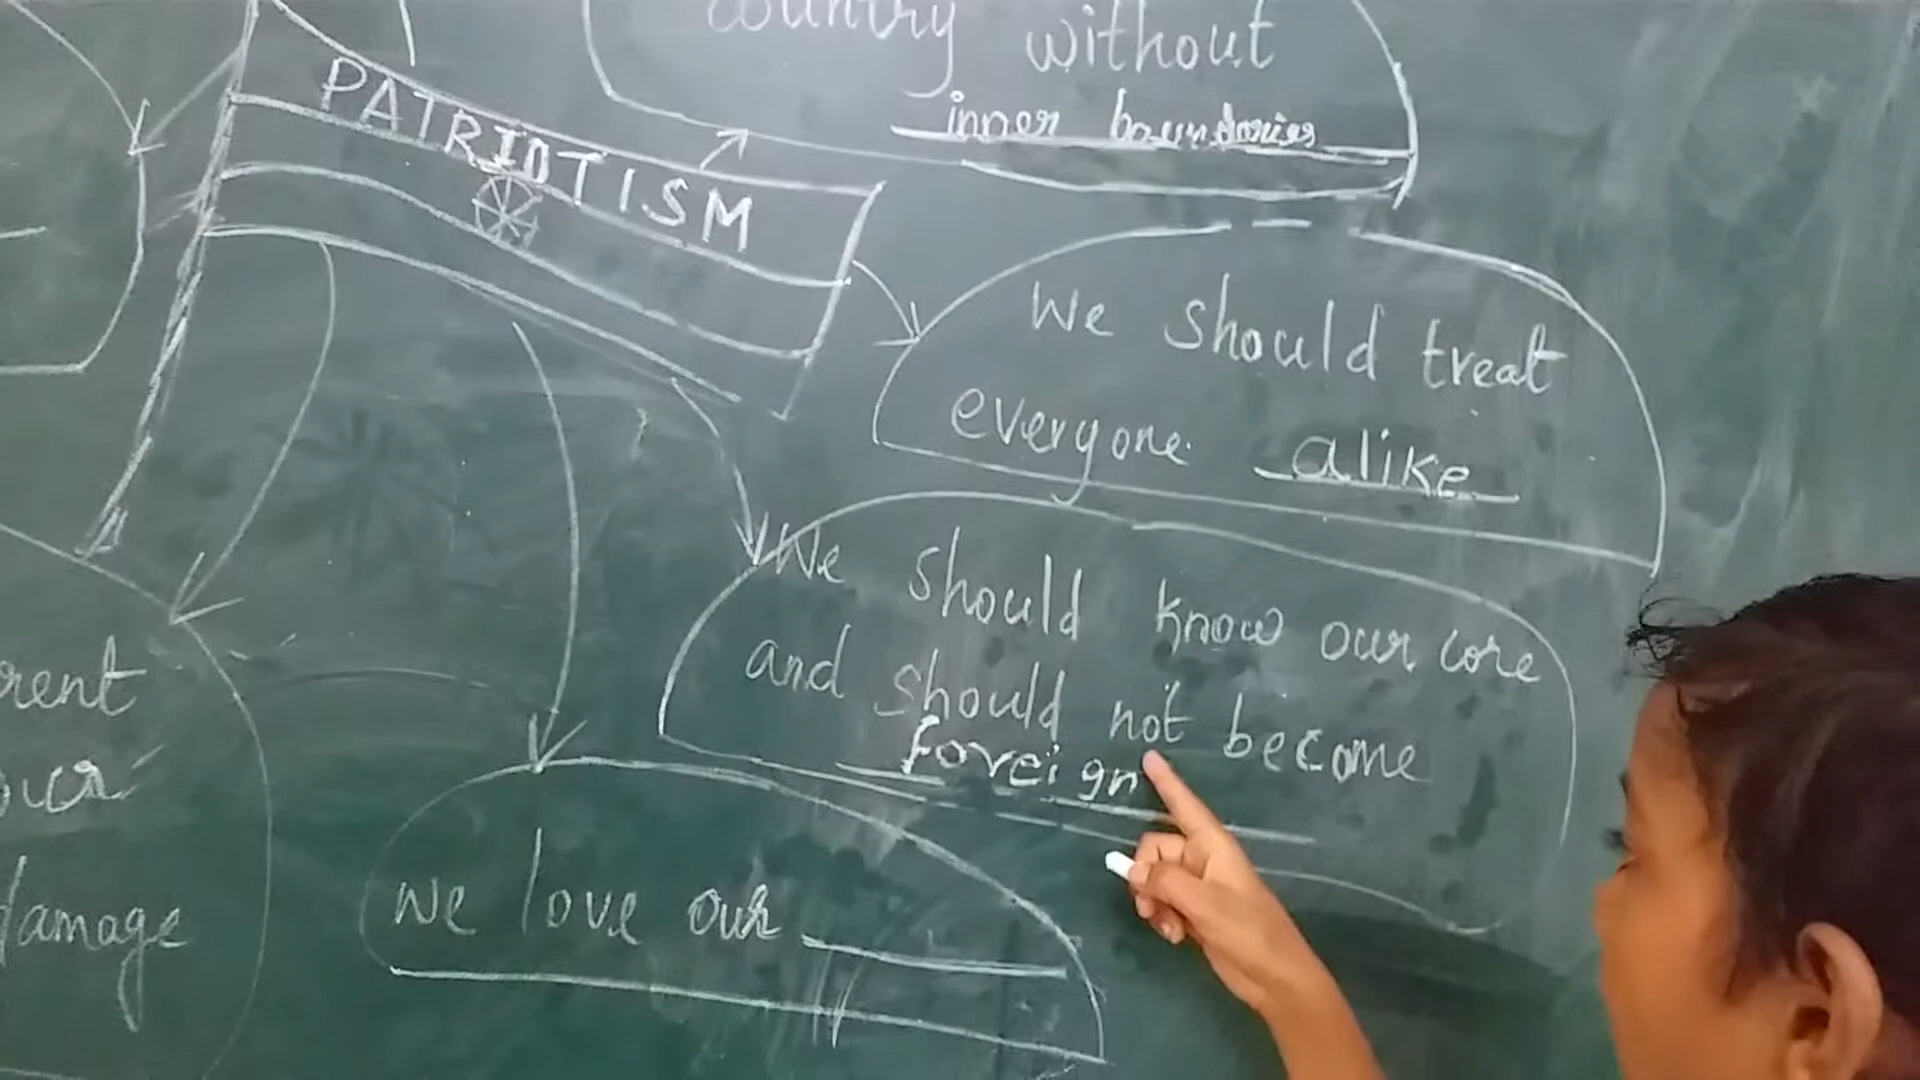 country without
inner boundaries
PATRIOTISM
We should treat
everyone alike
We should know our core
and should not become
foreign
rent
our
damage
We love our